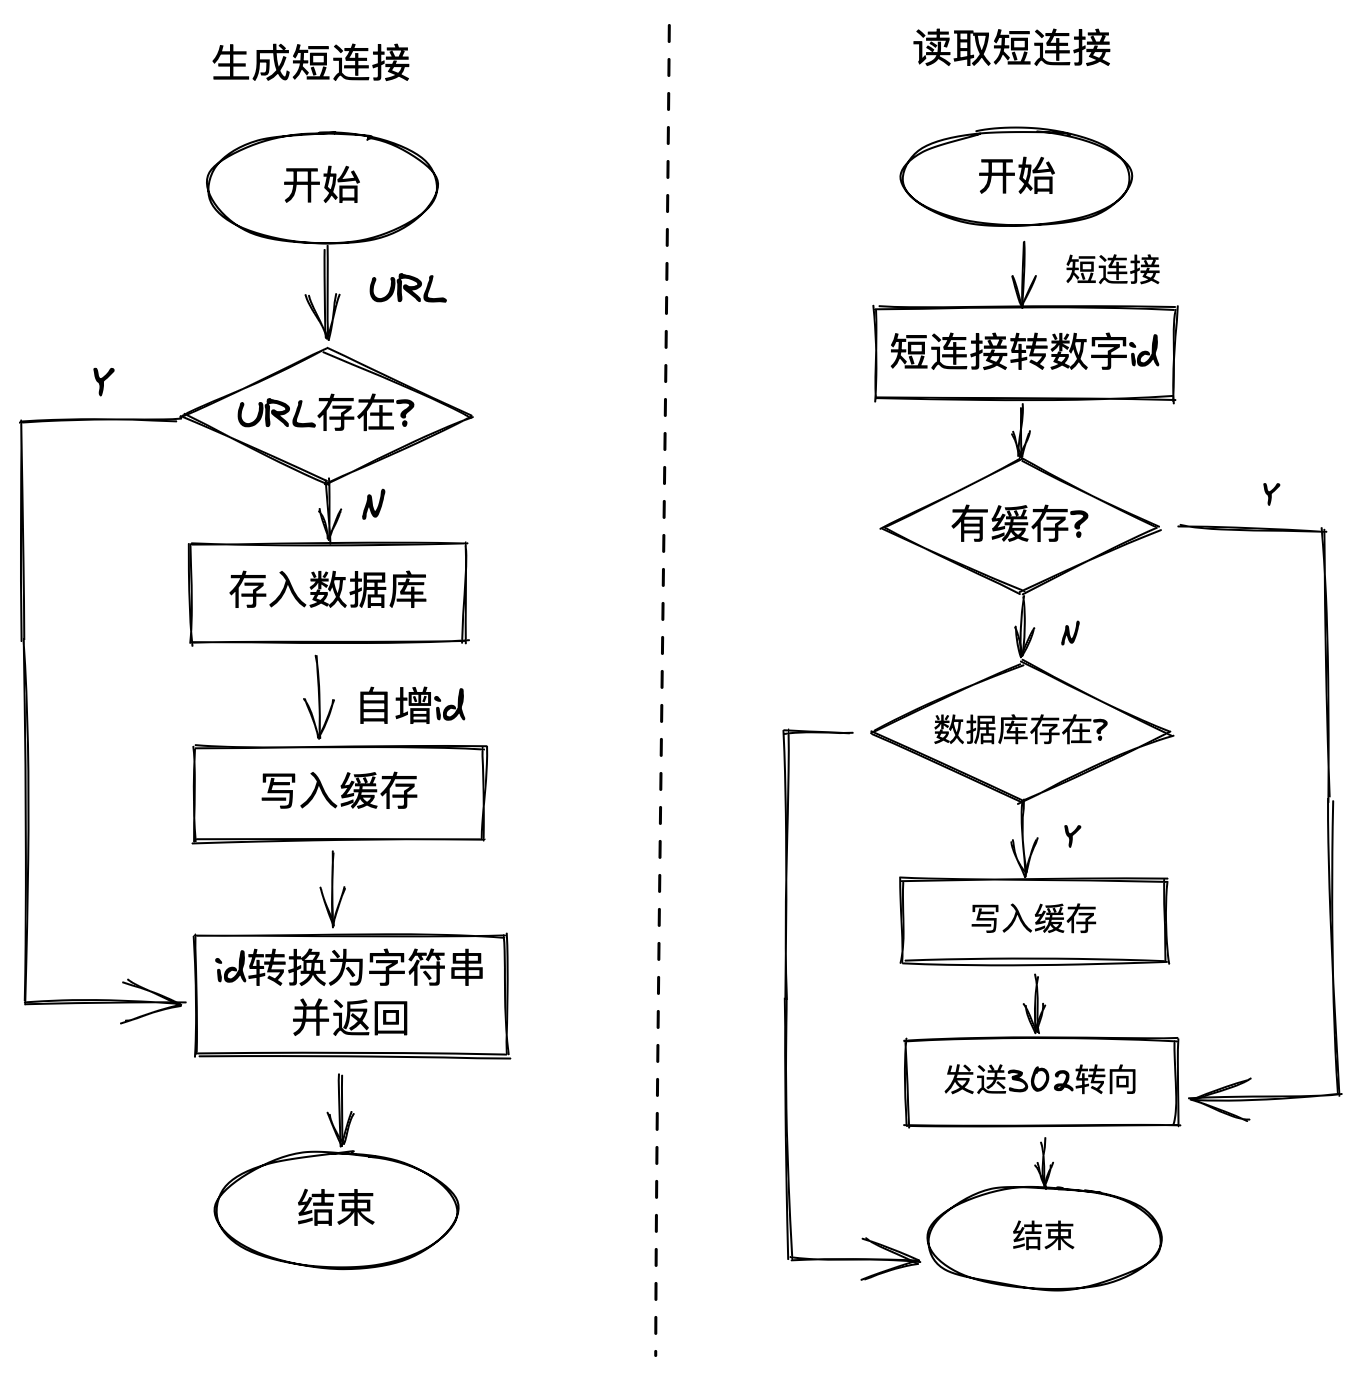 生成短连接
开始
URL
URL存在?
Y
N
存入数据库
自增id
写入缓存
id转换为字符串
并返回
结束
读取短连接
开始
短连接
短连接转数字id
有缓存?
Y
N
数据库存在?
Y
写入缓存
发送302转向
结束